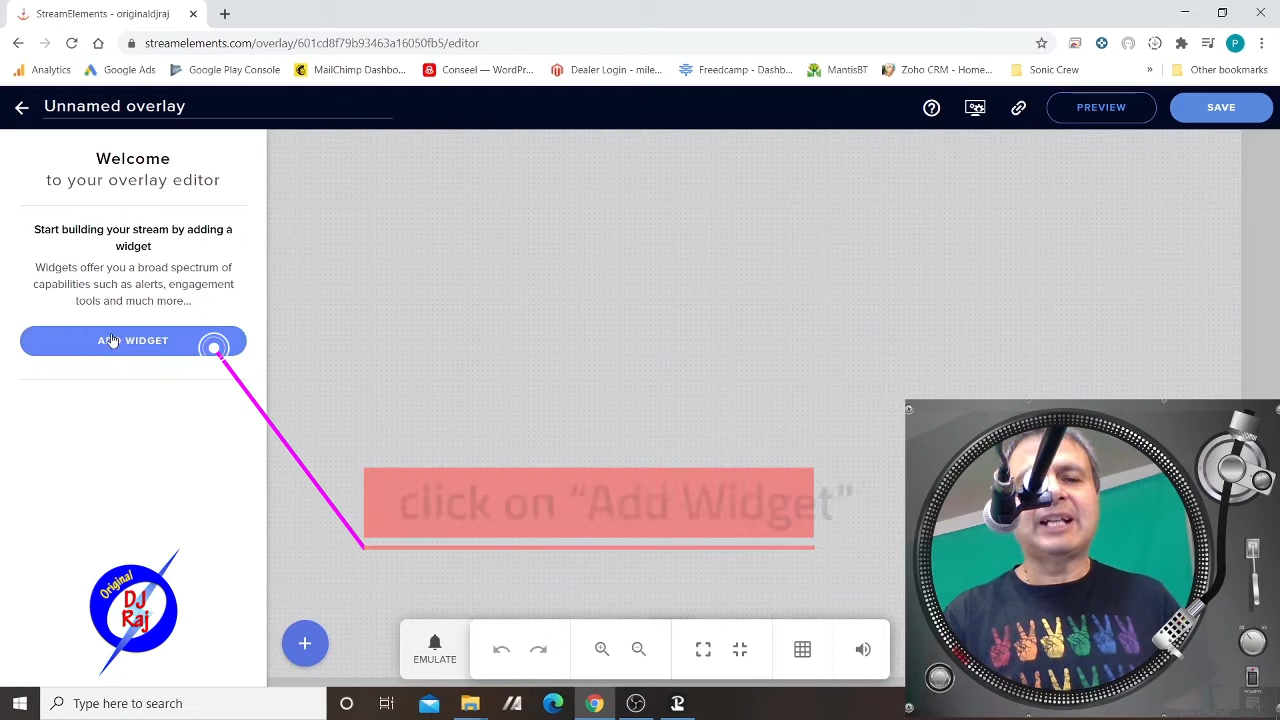 StreamElements - originaldjraj
streamelements.com/overlay/601cd8f79b93463a16050fb5/editor
P
Analytics
Google Ads
Google Play Console
MailChimp Dashbo...
Consel — WordPr...
Dealer Login - mile...
Freedcamp - Dashb...
MantisBT
Zoho CRM - Home...
Sonic Crew
»
Other bookmarks
Unnamed overlay
PREVIEW
SAVE
Welcome
to your overlay editor
Start building your stream by adding a
widget
Widgets offer you a broad spectrum of
capabilities such as alerts, engagement
tools and much more...
ADD WIDGET
click on “Add Widget"
Original
DJ
Raj
EMULATE
Type here to search
POWER